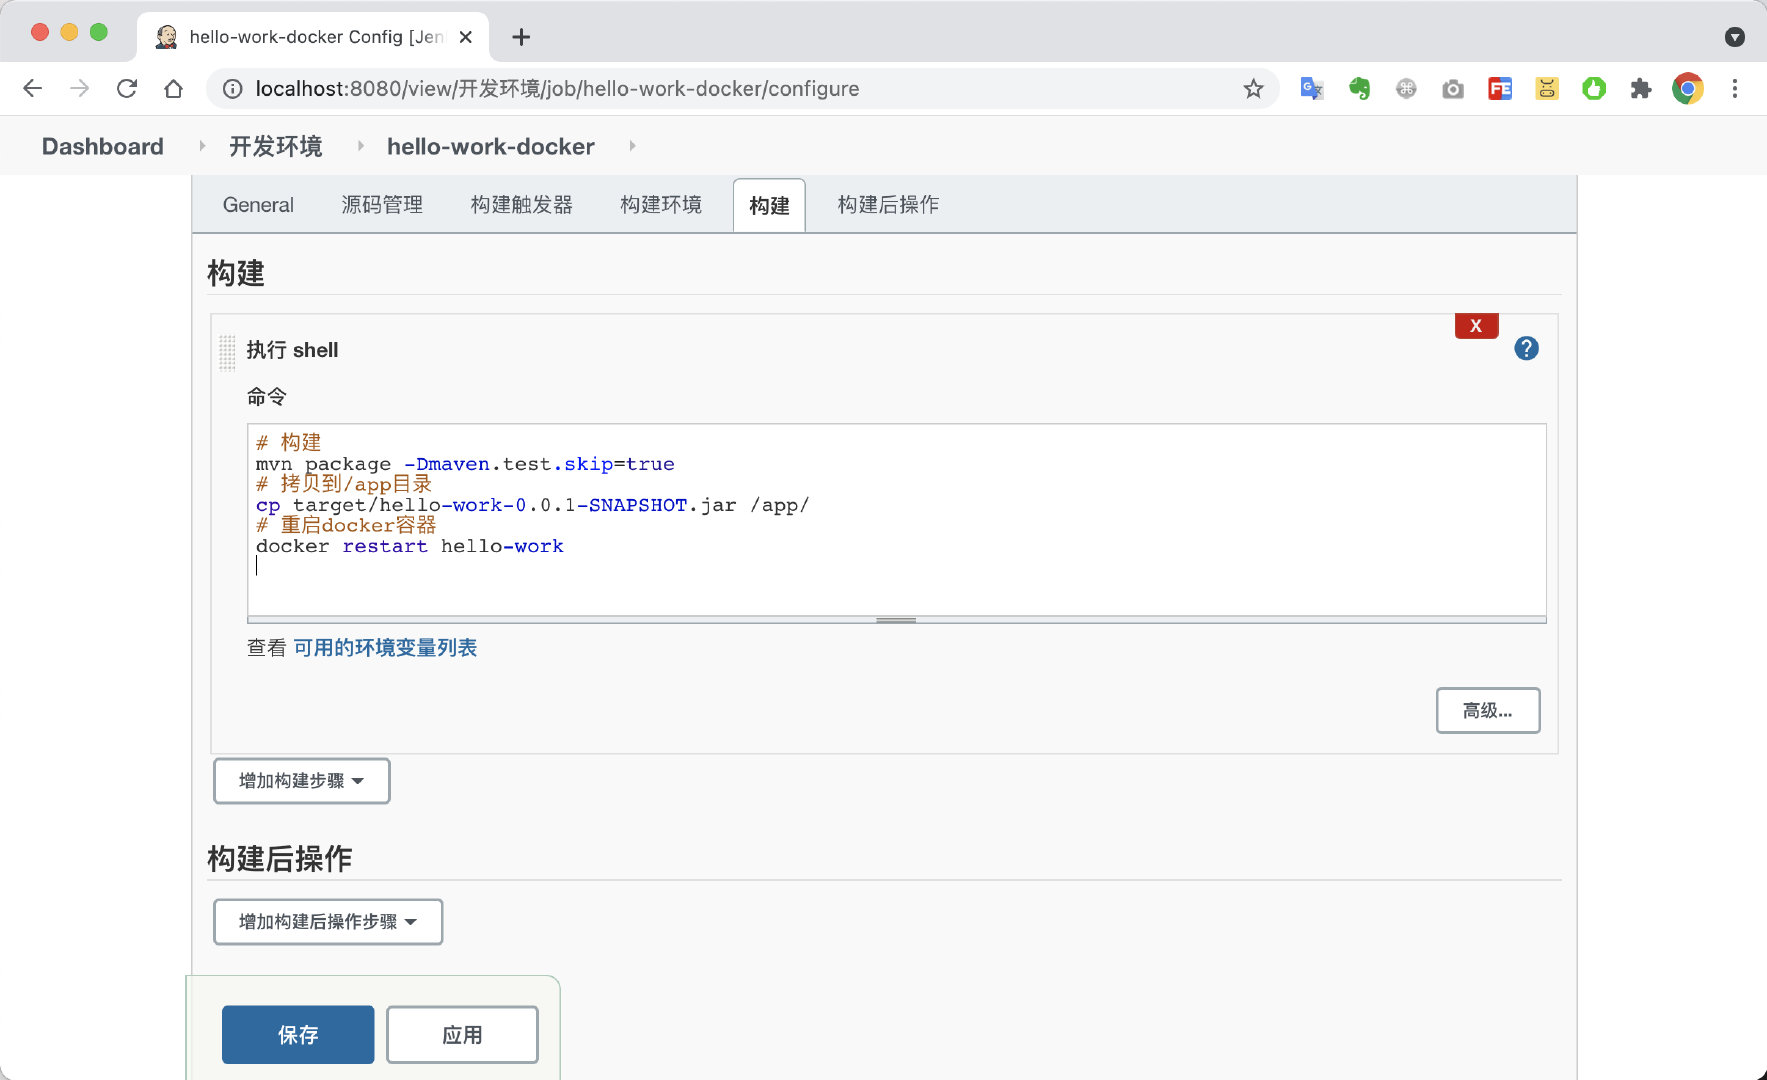 hello-work-docker Config [Jen
localhost:8080/view/开发环境/job/hello-work-docker/configure
Dashboard 开发环境 hello-work-docker
General 源码管理 构建触发器 构建环境 构建 构建后操作
构建
X
执行 shell
?
命令
# 构建
mvn package -Dmaven.test.skip=true
# 拷贝到/app目录
cp target/hello-work-0.0.1-SNAPSHOT.jar /app/
# 重启docker容器
docker restart hello-work
查看 可用的环境变量列表
高级...
增加构建步骤
构建后操作
增加构建后操作步骤
保存 应用